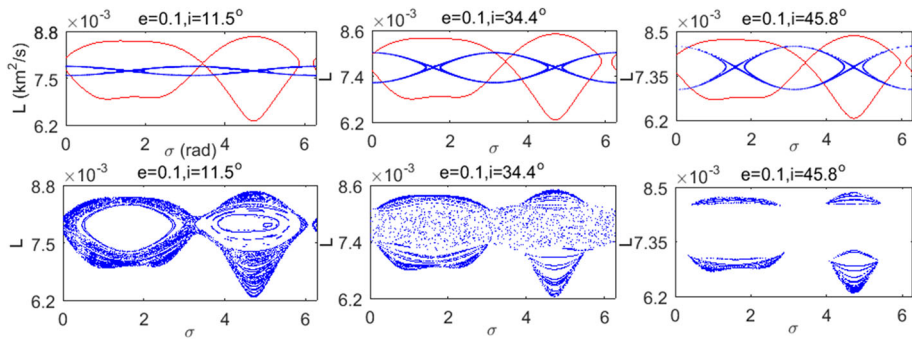 e=0.1,i=11.5°
×10⁻³
8.8
7.5
6.2
L (km²/s)
0 2 4 6
σ (rad)
e=0.1,i=34.4°
×10⁻³
8.6
7.4
6.2
L
0 2 4 6
σ
e=0.1,i=45.8°
×10⁻³
8.5
7.35
6.2
L
0 2 4 6
σ
e=0.1,i=11.5°
×10⁻³
8.8
7.5
6.2
L
0 2 4 6
σ
e=0.1,i=34.4°
×10⁻³
8.6
7.4
6.2
L
0 2 4 6
σ
e=0.1,i=45.8°
×10⁻³
8.5
7.35
6.2
L
0 2 4 6
σ